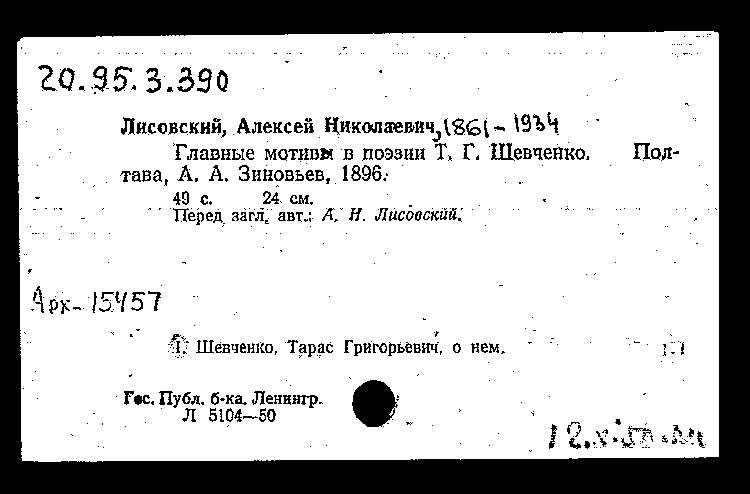 20.95.3.390
Лисовский, Алексей Николаевич, 1861-1934
Главные мотивы в поэзии Т. Г. Шевченко. Пол-
тава, А. А. Зиновьев, 1896.
49 с. 24 см.
Перед загл. авт.: А. Н. Лисовский.
Арк-15457
1. Шевченко, Тарас Григорьевич, о нем.
Гос. Публ. б-ка. Ленингр.
Л 5104—50